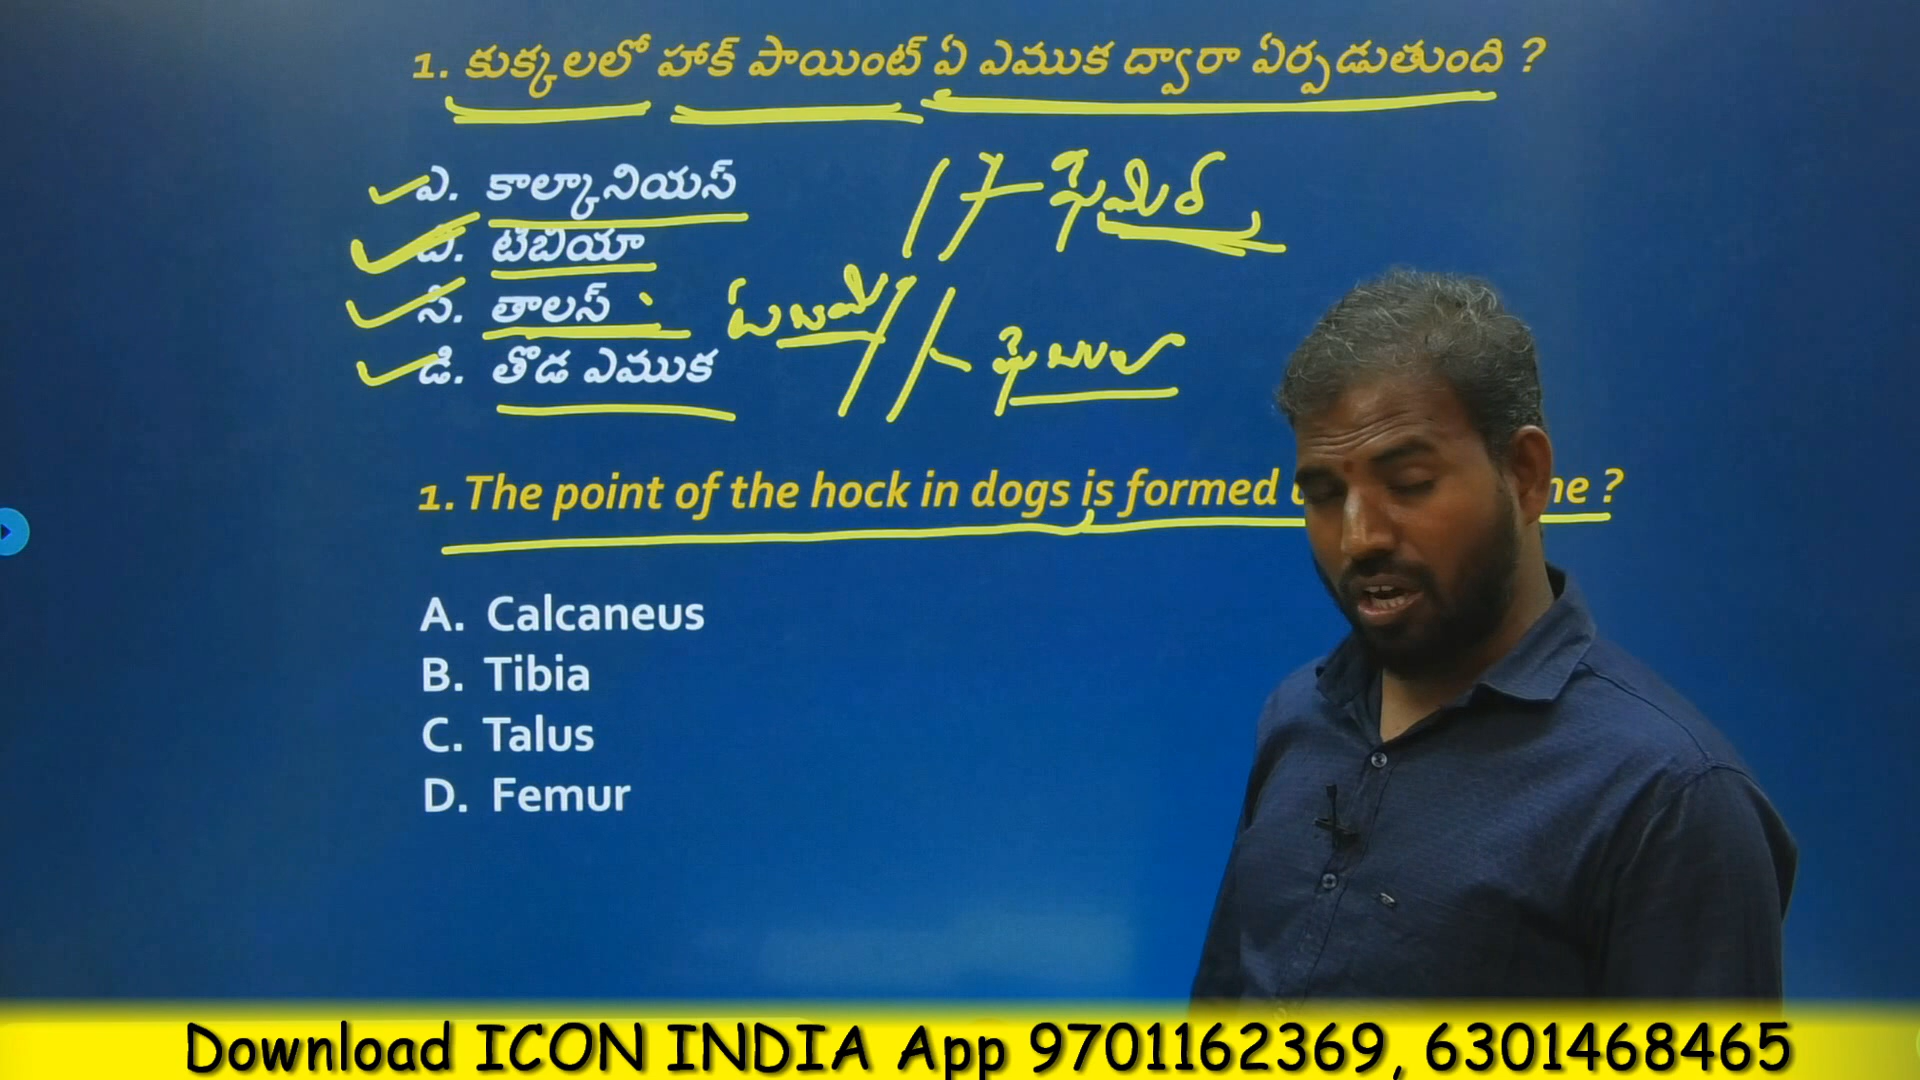 1. కుక్కలలో హాక్ పాయింట్ ఏ ఎముక ద్వారా ఏర్పడుతుంది ?
ఎ. కాల్కానియస్
బి. టిబియా
సి. తాలస్
డి. తొడ ఎముక
ఫీమర్
1. The point of the hock in dogs is formed
A. Calcaneus
B. Tibia
C. Talus
D. Femur
Download ICON INDIA App 9701162369, 6301468465